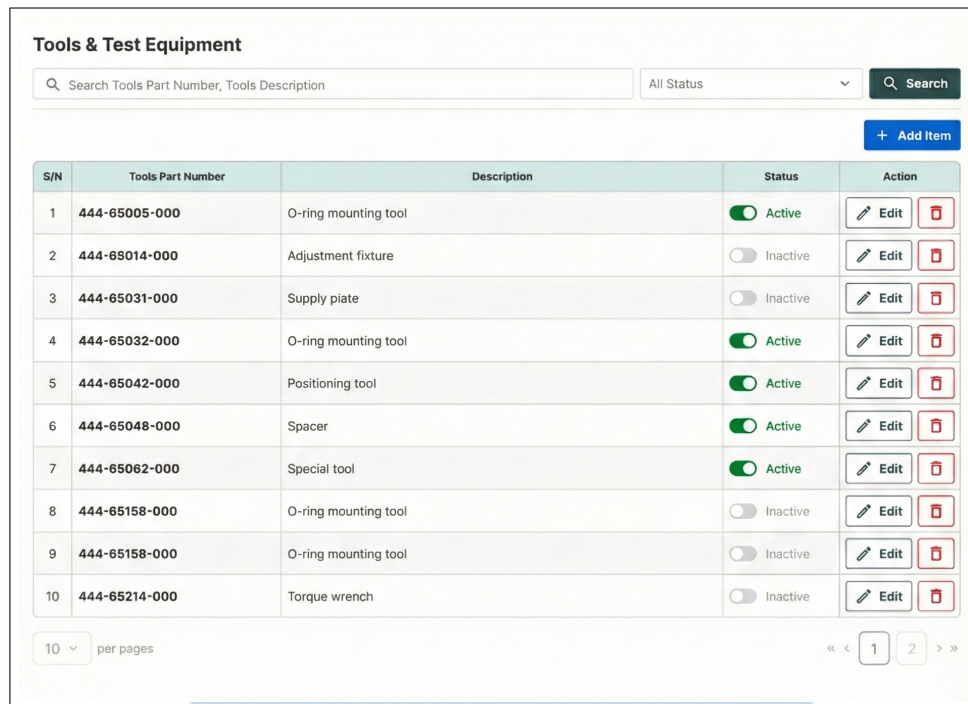 Tools & Test Equipment
Search Tools Part Number, Tools Description
All Status
Search
+ Add Item
S/N Tools Part Number Description Status Action
1 444-65005-000 O-ring mounting tool Active Edit
2 444-65014-000 Adjustment fixture Inactive Edit
3 444-65031-000 Supply piate Inactive Edit
4 444-65032-000 O-ring mounting tool Active Edit
5 444-65042-000 Positioning tool Active Edit
6 444-65048-000 Spacer Active Edit
7 444-65062-000 Special tool Active Edit
8 444-65158-000 O-ring mounting tool Inactive Edit
9 444-65158-000 O-ring mounting tool Inactive Edit
10 444-65214-000 Torque wrench Inactive Edit
10 per pages « ‹ 1 2 › »